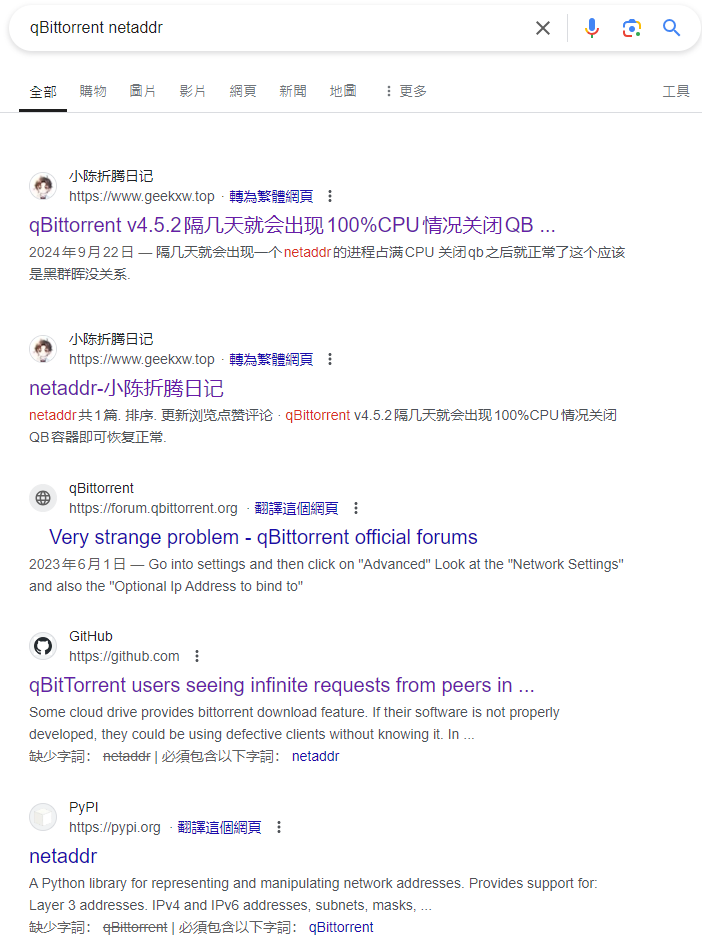 qBittorrent netaddr
全部 購物 圖片 影片 網頁 新聞 地圖 更多 工具
小陈折腾日记
https://www.geekxw.top · 轉為繁體網頁
qBittorrent v4.5.2隔几天就会出现100%CPU情况关闭QB ...
2024年9月22日 — 隔几天就会出现一个netaddr的进程占满CPU 关闭qb之后就正常了这个应该
是黑群晖没关系.
小陈折腾日记
https://www.geekxw.top · 轉為繁體網頁
netaddr-小陈折腾日记
netaddr共1篇. 排序. 更新浏览点赞评论 · qBittorrent v4.5.2隔几天就会出现100%CPU情况关闭
QB容器即可恢复正常.
qBittorrent
https://forum.qbittorrent.org · 翻譯這個網頁
Very strange problem - qBittorrent official forums
2023年6月1日 — Go into settings and then click on "Advanced" Look at the "Network Settings"
and also the "Optional Ip Address to bind to"
GitHub
https://github.com
qBitTorrent users seeing infinite requests from peers in ...
Some cloud drive provides bittorrent download feature. If their software is not properly
developed, they could be using defective clients without knowing it. In ...
缺少字詞： netaddr | 必須包含以下字詞： netaddr
PyPI
https://pypi.org · 翻譯這個網頁
netaddr
A Python library for representing and manipulating network addresses. Provides support for:
Layer 3 addresses. IPv4 and IPv6 addresses, subnets, masks, ...
缺少字詞： qBittorrent | 必須包含以下字詞： qBittorrent